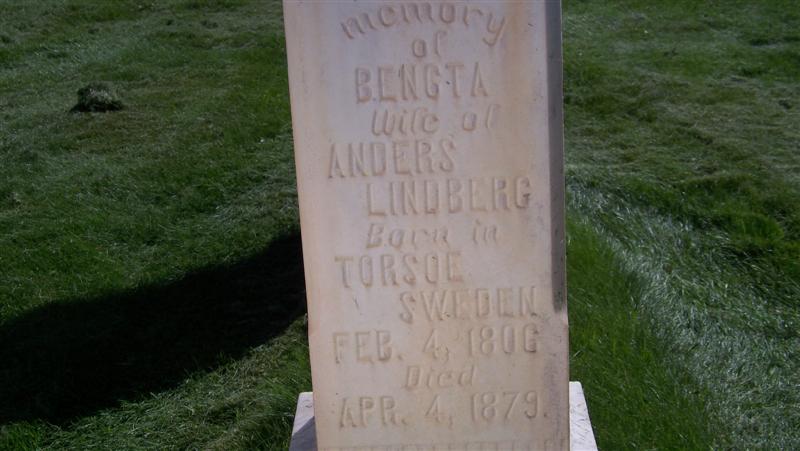 memory
of
BENGTA
Wife of
ANDERS
LINDBERG
Born in
TORSOE
SWEDEN
FEB. 4, 1806
Died
APR. 4, 1879.